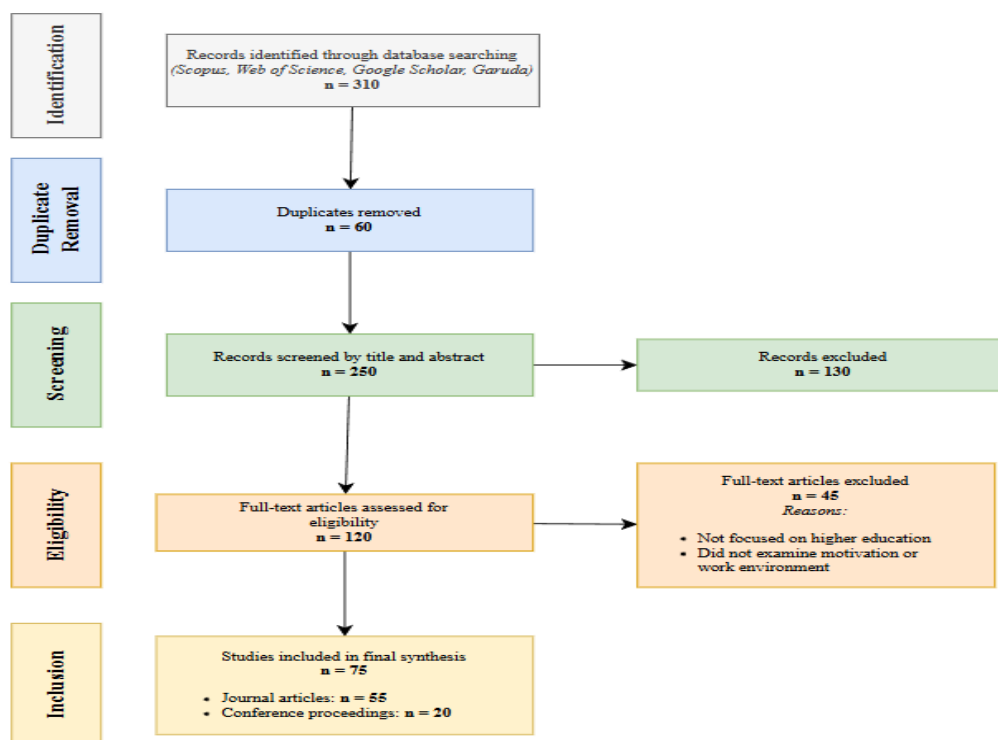 Identification
Records identified through database searching
(Scopus, Web of Science, Google Scholar, Garuda)
n = 310
Duplicate
Removal
Duplicates removed
n = 60
Screening
Records screened by title and abstract
n = 250
Records excluded
n = 130
Eligibility
Full-text articles assessed for
eligibility
n = 120
Full-text articles excluded
n = 45
Reasons:
• Not focused on higher education
• Did not examine motivation or
work environment
Inclusion
Studies included in final synthesis
n = 75
• Journal articles: n = 55
• Conference proceedings: n = 20